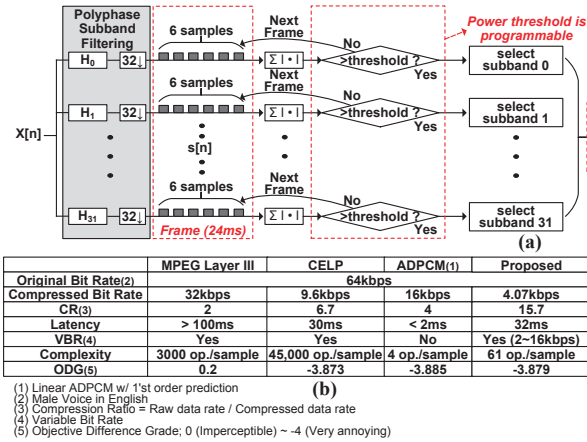 Polyphase
Subband
Filtering
6 samples
Next
Frame
No
Power threshold is
programmable
H0
32↓
Σ | • |
>threshold ?
Yes
select
subband 0
6 samples
Next
Frame
No
H1
32↓
Σ | • |
>threshold ?
Yes
select
subband 1
X[n]
s[n]
6 samples
Next
Frame
No
H31
32↓
Σ | • |
>threshold ?
Yes
select
subband 31
Frame (24ms)
(a)
MPEG Layer III CELP ADPCM(1) Proposed
Original Bit Rate(2) 64kbps
Compressed Bit Rate 32kbps 9.6kbps 16kbps 4.07kbps
CR(3) 2 6.7 4 15.7
Latency > 100ms 30ms < 2ms 32ms
VBR(4) Yes Yes No Yes (2~16kbps)
Complexity 3000 op./sample 45,000 op./sample 4 op./sample 61 op./sample
ODG(5) 0.2 -3.873 -3.885 -3.879
(b)
(1) Linear ADPCM w/ 1'st order prediction
(2) Male Voice in English
(3) Compression Ratio = Raw data rate / Compressed data rate
(4) Variable Bit Rate
(5) Objective Difference Grade; 0 (Imperceptible) ~ -4 (Very annoying)